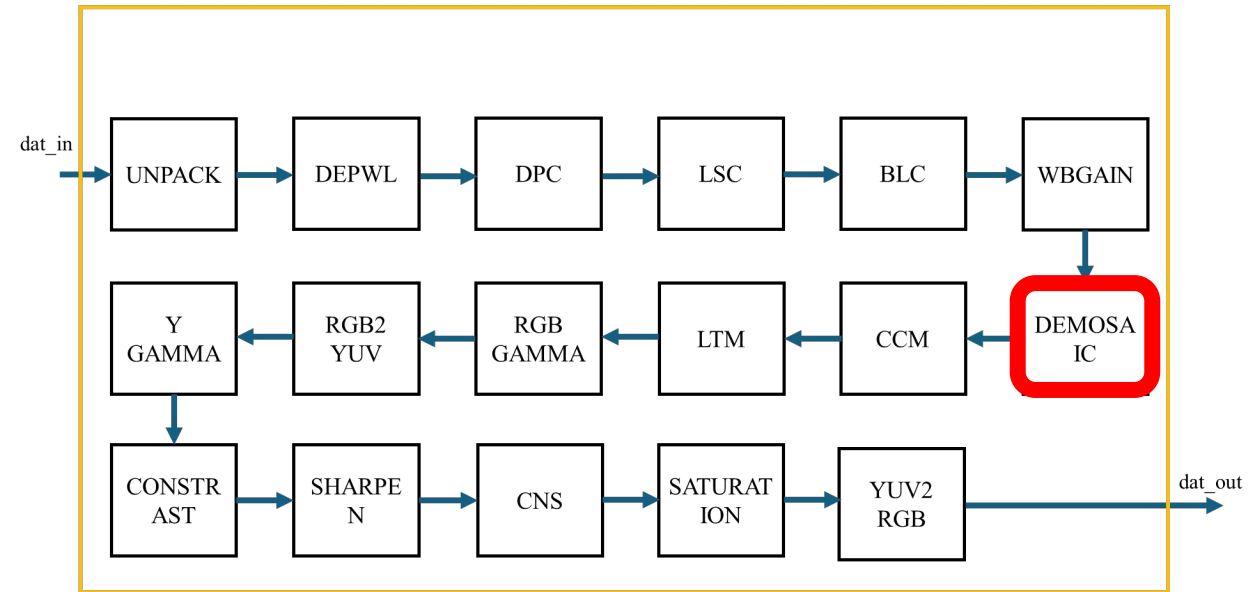 dat_in
UNPACK
DEPWL
DPC
LSC
BLC
WBGAIN
DEMOSA
IC
CCM
LTM
RGB
GAMMA
RGB2
YUV
Y
GAMMA
CONSTR
AST
SHARPE
N
CNS
SATURAT
ION
YUV2
RGB
dat_out